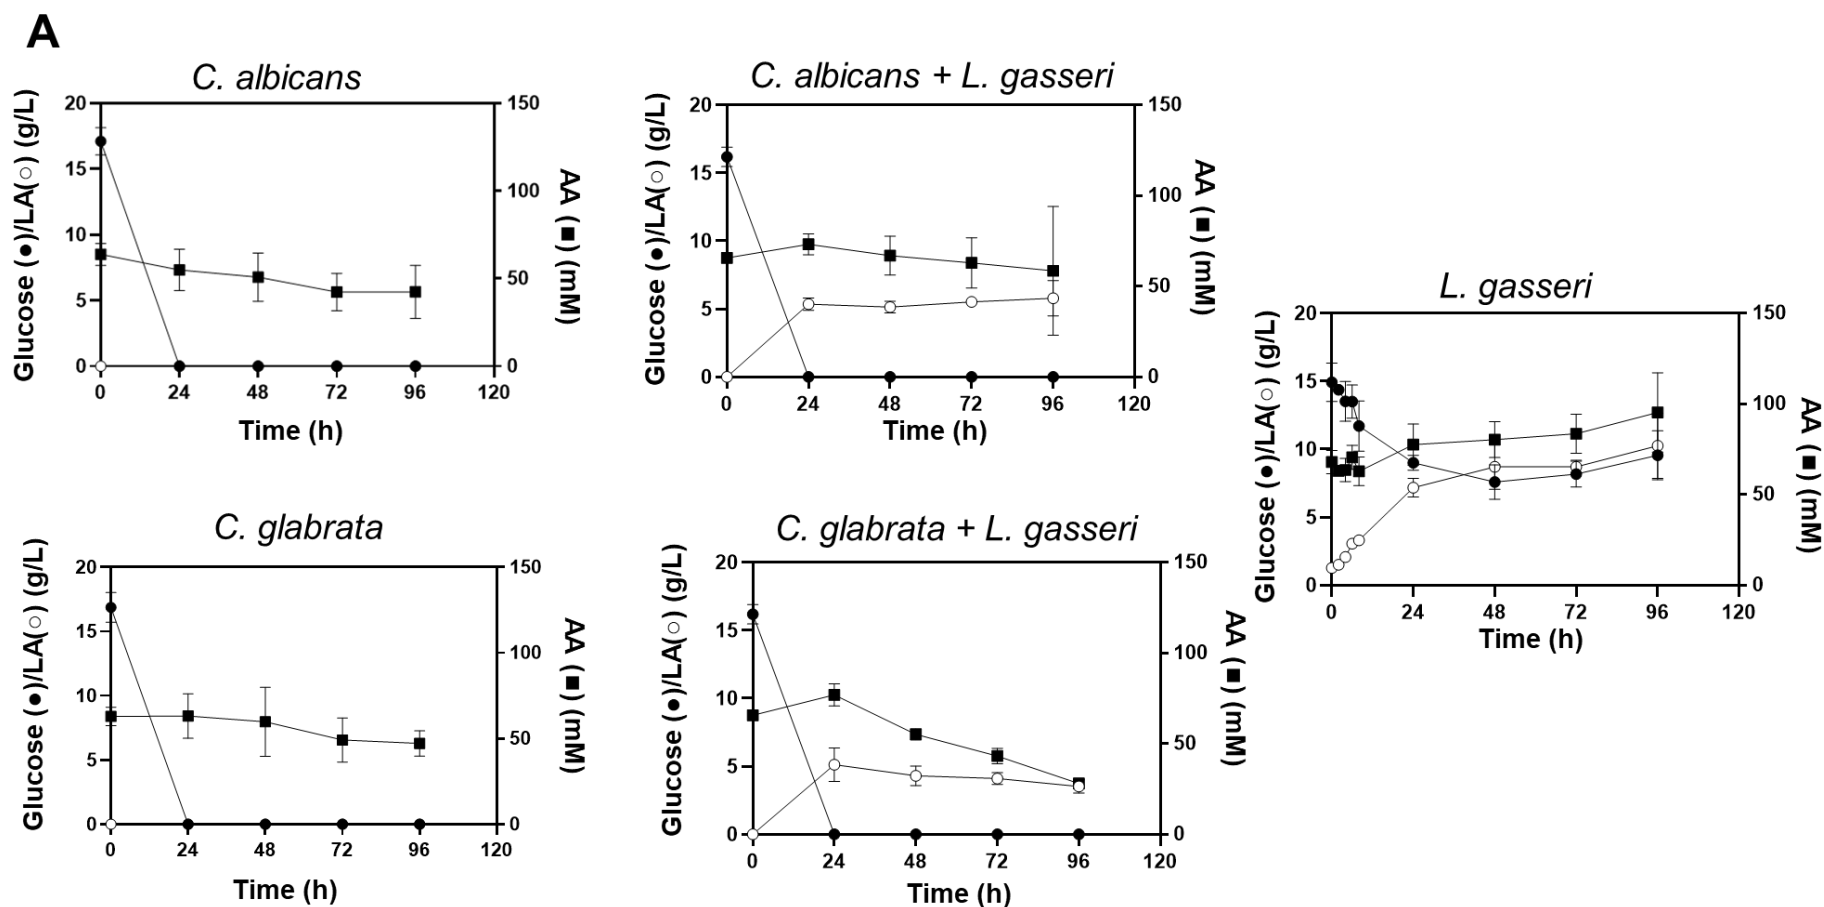 A
C. albicans
20
15
10
5
0
150
100
50
0
0 24 48 72 96 120
Glucose (●)/LA(○) (g/L)
AA (■) (mM)
Time (h)
C. albicans + L. gasseri
20
15
10
5
0
150
100
50
0
0 24 48 72 96 120
Glucose (●)/LA(○) (g/L)
AA (■) (mM)
Time (h)
L. gasseri
20
15
10
5
0
150
100
50
0
0 24 48 72 96 120
Glucose (●)/LA(○) (g/L)
AA (■) (mM)
Time (h)
C. glabrata
20
15
10
5
0
150
100
50
0
0 24 48 72 96 120
Glucose (●)/LA(○) (g/L)
AA (■) (mM)
Time (h)
C. glabrata + L. gasseri
20
15
10
5
0
150
100
50
0
0 24 48 72 96 120
Glucose (●)/LA(○) (g/L)
AA (■) (mM)
Time (h)